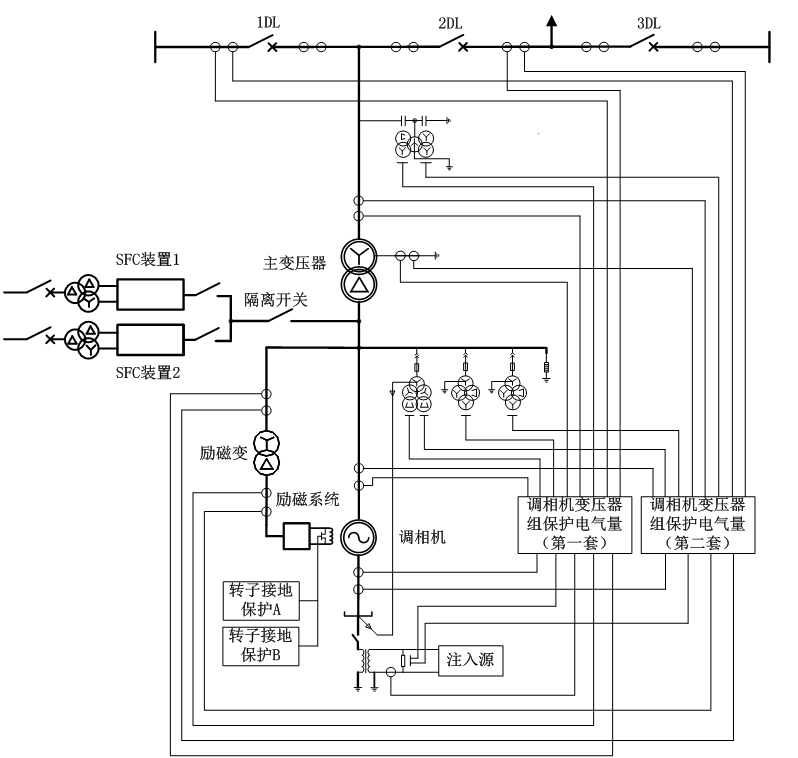 1DL
2DL
3DL
SFC装置1
主变压器
隔离开关
SFC装置2
励磁变
励磁系统
调相机
调相机变压器
组保护电气量
(第一套)
调相机变压器
组保护电气量
(第二套)
转子接地
保护A
转子接地
保护B
注入源